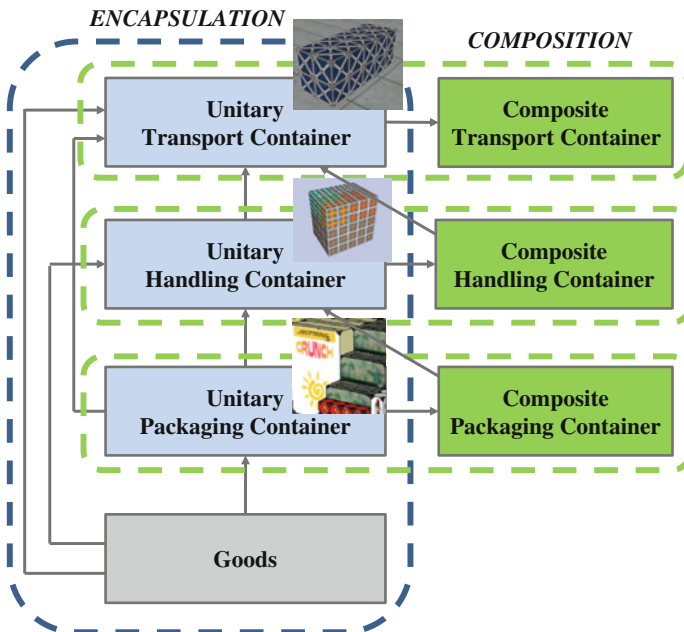 ENCAPSULATION
COMPOSITION
Unitary
Transport Container
Composite
Transport Container
Unitary
Handling Container
Composite
Handling Container
CRUNCH
Unitary
Packaging Container
Composite
Packaging Container
Goods